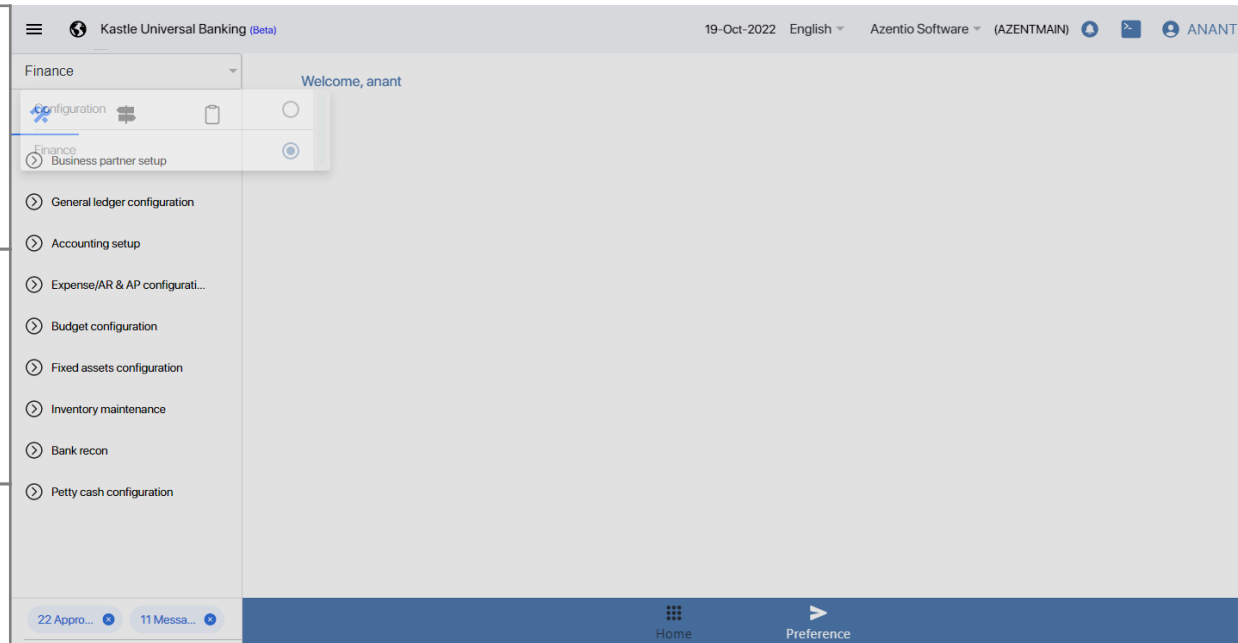 Kastle Universal Banking (Beta)
19-Oct-2022 English Azentio Software (AZENTMAIN) ANANT
Finance
Welcome, anant
Configuration
Finance
Business partner setup
General ledger configuration
Accounting setup
Expense/AR & AP configurati...
Budget configuration
Fixed assets configuration
Inventory maintenance
Bank recon
Petty cash configuration
22 Appro... 11 Messa...
Home Preference